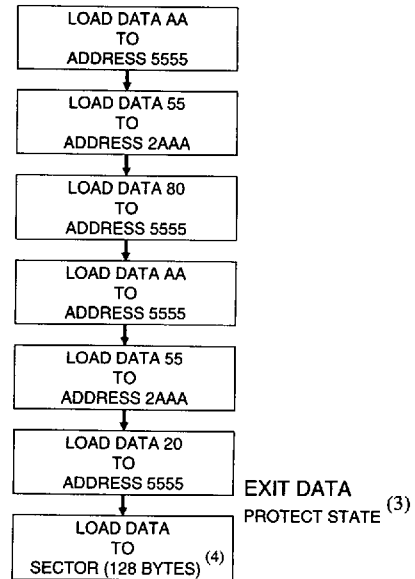 LOAD DATA AA
TO
ADDRESS 5555
LOAD DATA 55
TO
ADDRESS 2AAA
LOAD DATA 80
TO
ADDRESS 5555
LOAD DATA AA
TO
ADDRESS 5555
LOAD DATA 55
TO
ADDRESS 2AAA
LOAD DATA 20
TO
ADDRESS 5555
EXIT DATA
PROTECT STATE (3)
LOAD DATA
TO
SECTOR (128 BYTES) (4)